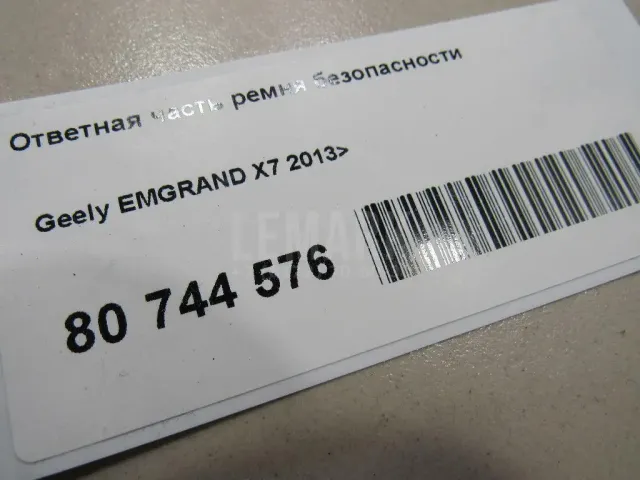 Ответная часть ремня безопасности
Geely EMGRAND X7 2013>
80 744 576